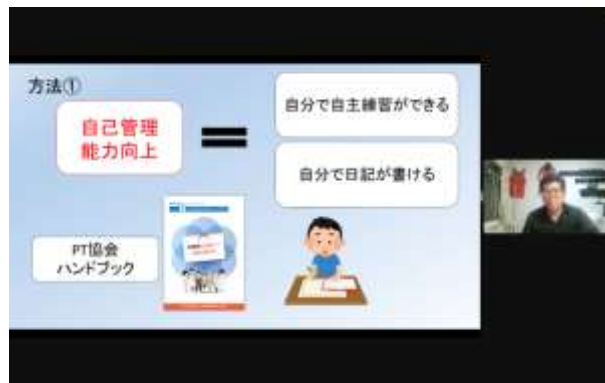 方法①
自己管理
能力向上
自分で自主練習ができる
自分で日記が書ける
PT協会
ハンドブック